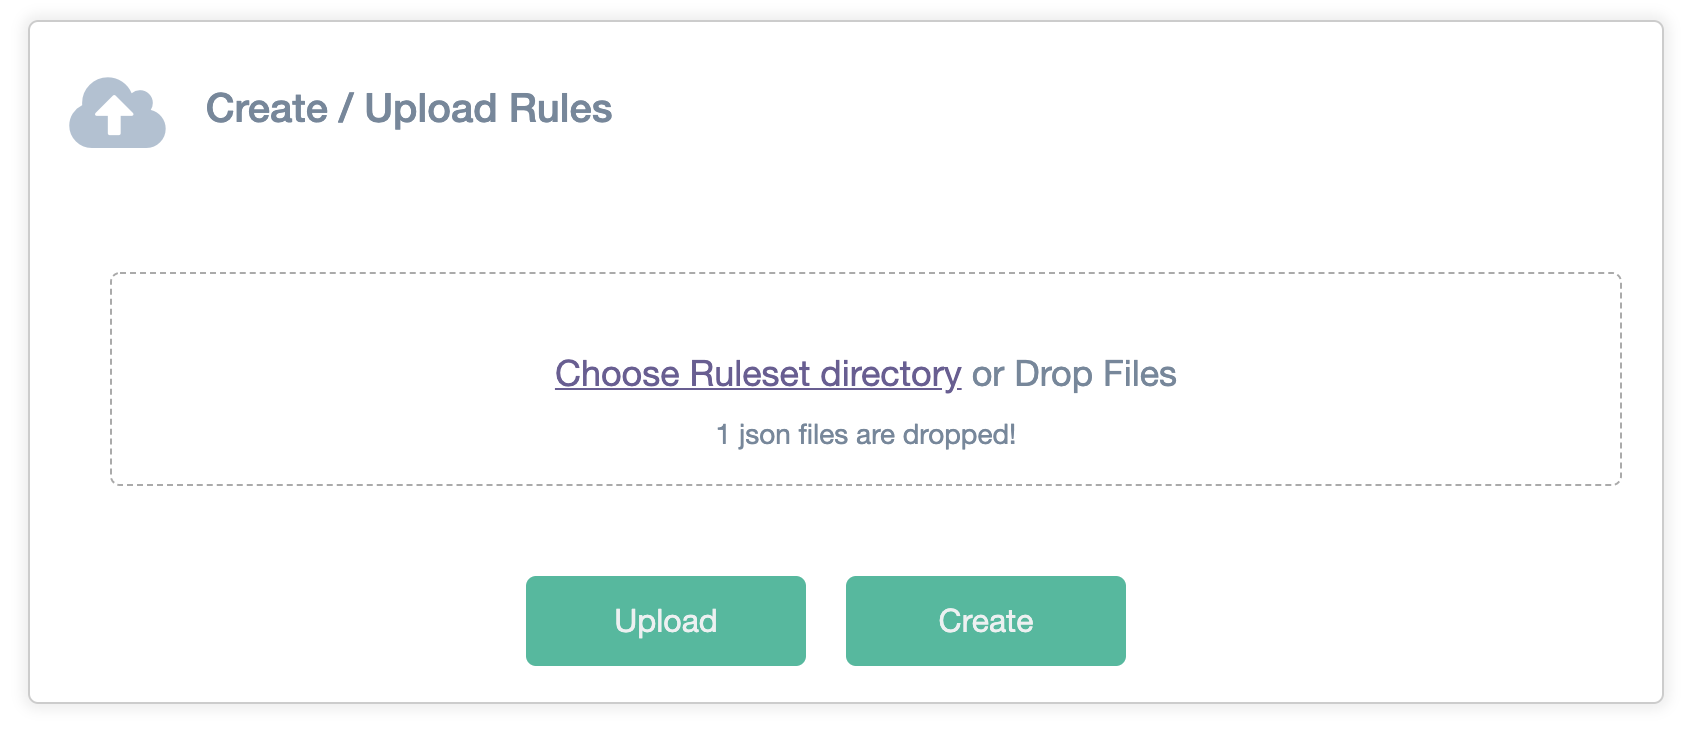 Create / Upload Rules
Choose Ruleset directory or Drop Files
1 json files are dropped!
Upload
Create